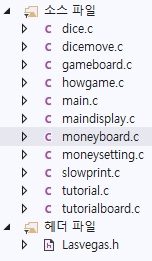 소스 파일
dice.c
dicemove.c
gameboard.c
howgame.c
main.c
maindisplay.c
moneyboard.c
moneysetting.c
slowprint.c
tutorial.c
tutorialboard.c
헤더 파일
Lasvegas.h